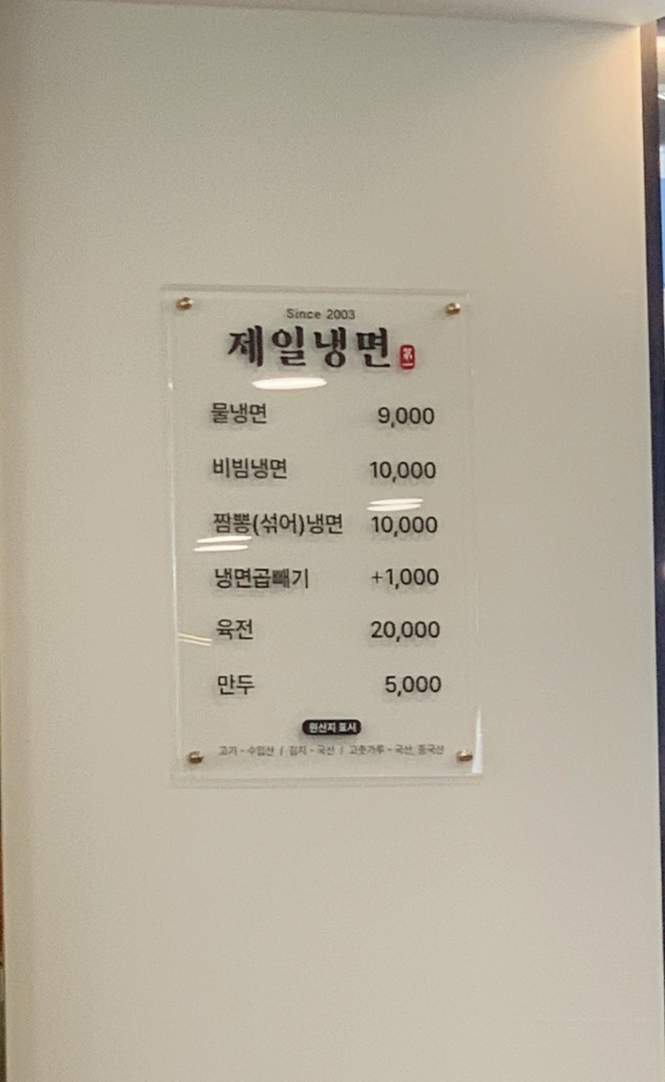 Since 2003
제일냉면
물냉면 9,000
비빔냉면 10,000
짬뽕(섞어)냉면 10,000
냉면곱빼기 +1,000
육전 20,000
만두 5,000
원산지 표시
고기 - 수입산 / 김치 - 국산 / 고춧가루 - 국산, 중국산